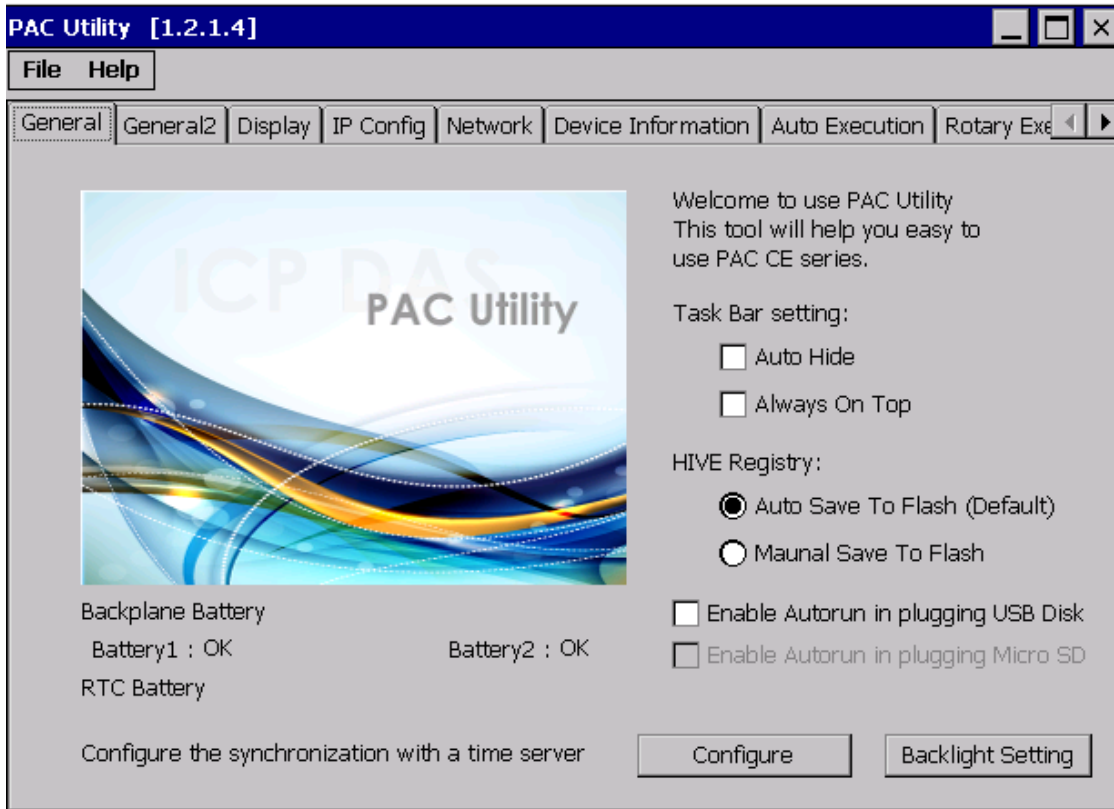 PAC Utility [1.2.1.4]
File Help
General General2 Display IP Config Network Device Information Auto Execution Rotary Exe
ICP DAS
PAC Utility
Welcome to use PAC Utility
This tool will help you easy to
use PAC CE series.
Task Bar setting:
Auto Hide
Always On Top
HIVE Registry:
Auto Save To Flash (Default)
Maunal Save To Flash
Backplane Battery
Battery1 : OK Battery2 : OK
RTC Battery
Enable Autorun in plugging USB Disk
Enable Autorun in plugging Micro SD
Configure the synchronization with a time server
Configure
Backlight Setting